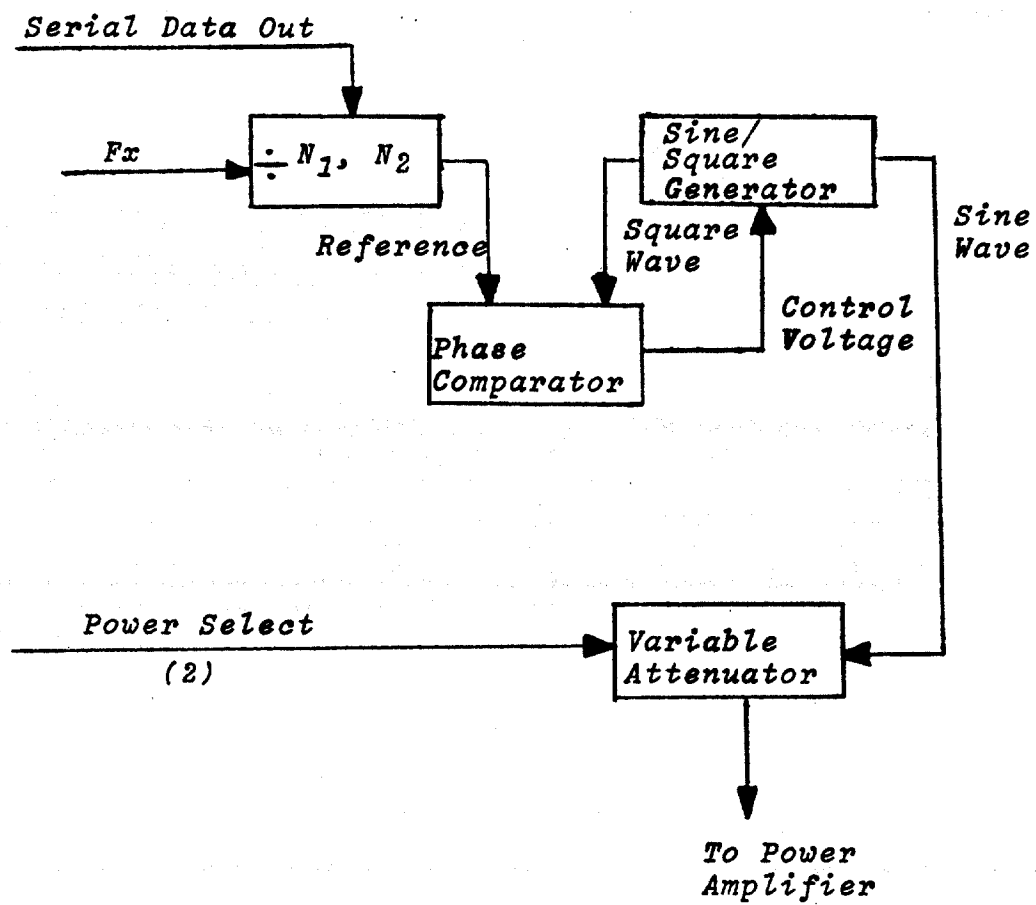 Serial Data Out
Fx
÷ N1, N2
Reference
Sine/
Square
Generator
Square
Wave
Sine
Wave
Control
Voltage
Phase
Comparator
Power Select
(2)
Variable
Attenuator
To Power
Amplifier